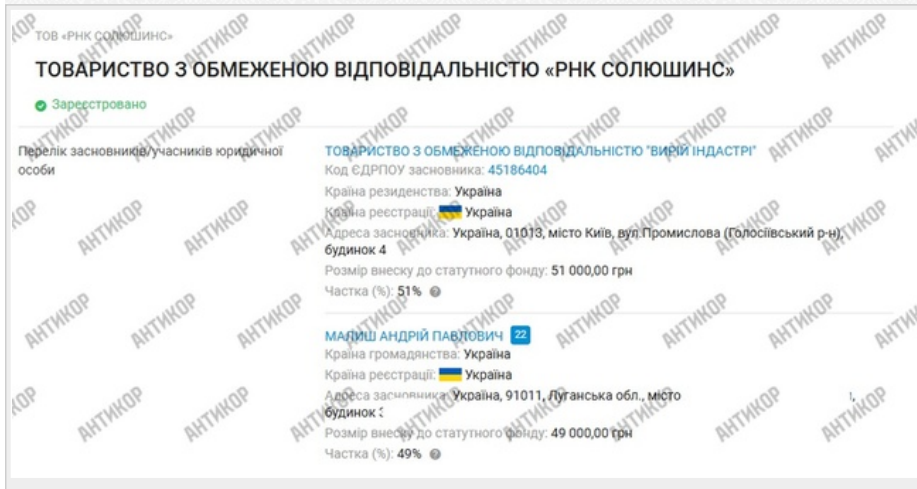 ТОВ «РНК СОЛЮШИНС»
ТОВАРИСТВО З ОБМЕЖЕНОЮ ВІДПОВІДАЛЬНІСТЮ «РНК СОЛЮШИНС»
Зареєстровано
Перелік засновників/учасників юридичної
особи
ТОВАРИСТВО З ОБМЕЖЕНОЮ ВІДПОВІДАЛЬНІСТЮ "ВИРІЙ ІНДАСТРІ"
Код ЄДРПОУ засновника: 45186404
Країна резиденства: Україна
Країна реєстрації: Україна
Адреса засновника: Україна, 01013, місто Київ, вул.Промислова (Голосіївський р-н),
будинок 4
Розмір внеску до статутного фонду: 51 000,00 грн
Частка (%): 51%
МАЛИШ АНДРІЙ ПАВЛОВИЧ 22
Країна громадянства: Україна
Країна реєстрації: Україна
Адреса засновника: Україна, 91011, Луганська обл., місто
будинок
Розмір внеску до статутного фонду: 49 000,00 грн
Частка (%): 49%
АНТИКОР